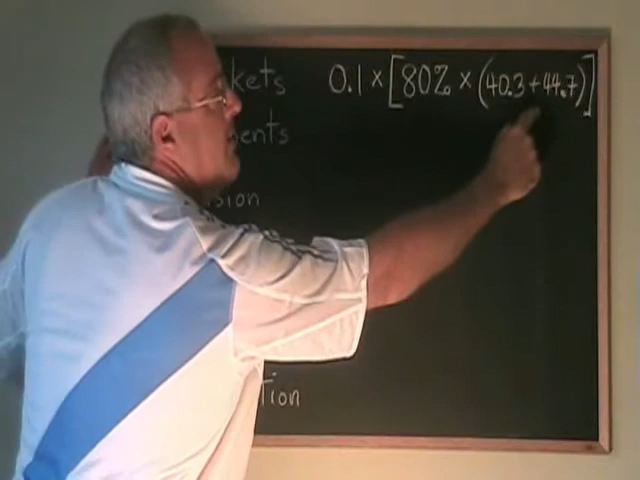 kets 0.1 × [80% × (40.3+44.7)]
ents
sion
tion